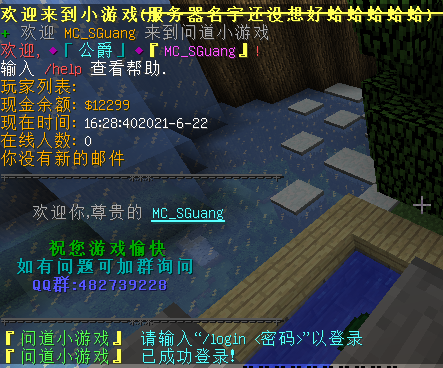 欢迎来到小游戏(服务器名字还没想好蛤蛤蛤蛤蛤)
+ 欢迎 MC_SGuang 来到问道小游戏
欢迎,◆「公爵」◆『MC_SGuang』!
输入 /help 查看帮助.
玩家列表:
现金余额: $12299
现在时间: 16:28:402021-6-22
在线人数: 0
你没有新的邮件
欢迎你,尊贵的 MC_SGuang
祝您游戏愉快
如有问题可加群询问
QQ群:482739228
『问道小游戏』 请输入“/login <密码>”以登录
『问道小游戏』 已成功登录!